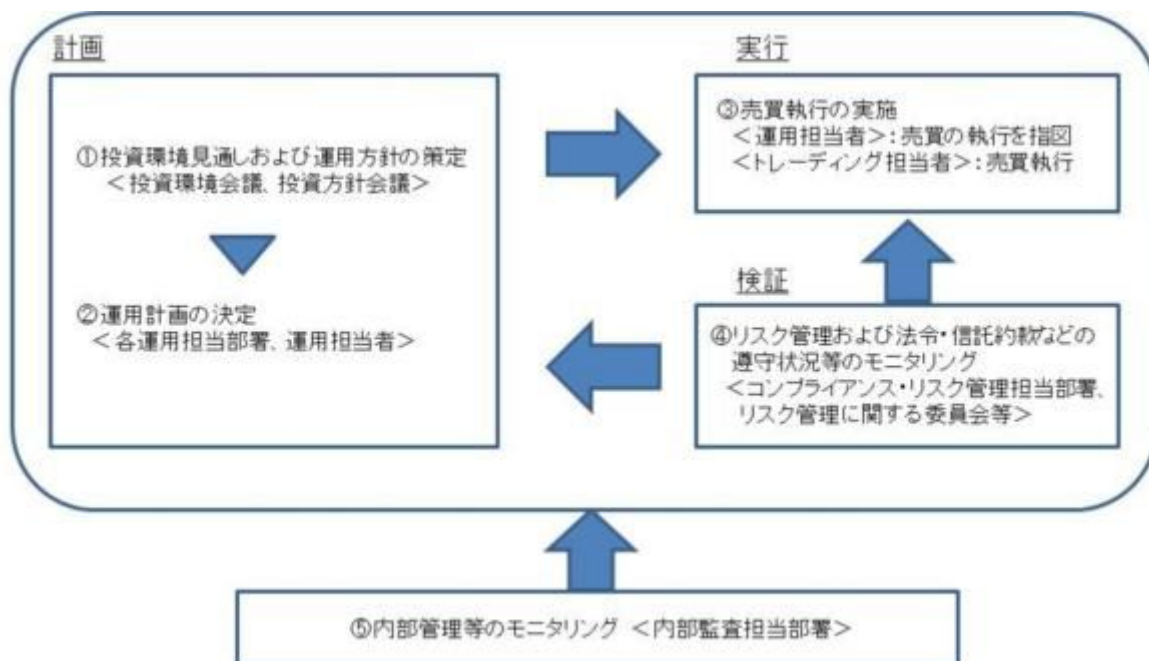 計画
①投資環境見通しおよび運用方針の策定
＜投資環境会議、投資方針会議＞
②運用計画の決定
＜各運用担当部署、運用担当者＞
実行
③売買執行の実施
＜運用担当者＞：売買の執行を指図
＜トレーディング担当者＞：売買執行
検証
④リスク管理および法令・信託約款などの
遵守状況等のモニタリング
＜コンプライアンス・リスク管理担当部署、
リスク管理に関する委員会等＞
⑤内部管理等のモニタリング ＜内部監査担当部署＞